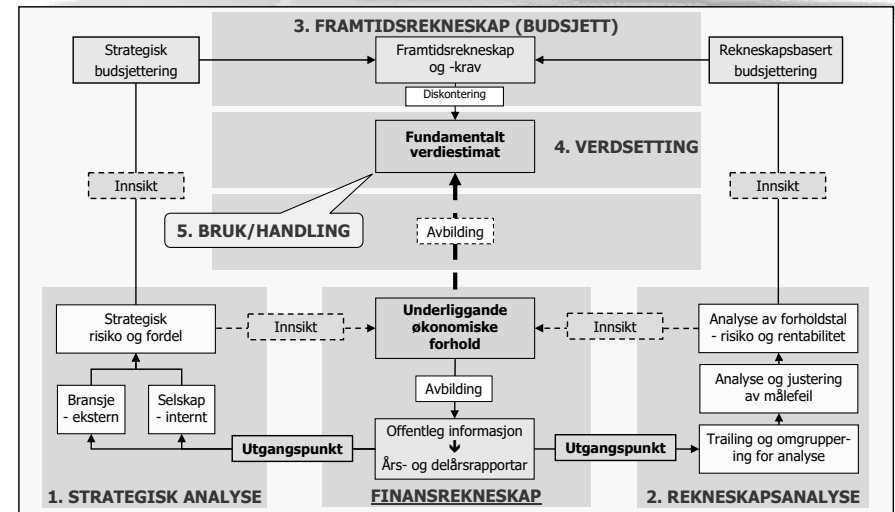 3. FRAMTIDSREKNESKAP (BUDSJETT)
Strategisk
budsjettering
Framtidsrekneskap
og -krav
Rekneskapsbasert
budsjettering
Diskontering
Fundamentalt
verdiestimat
4. VERDSETTING
Innsikt
Innsikt
5. BRUK/HANDLING
Avbilding
Strategisk
risiko og fordel
Innsikt
Underliggande
økonomiske
forhold
Innsikt
Analyse av forholdstal
- risiko og rentabilitet
Avbilding
Analyse og justering
av målefeil
Bransje
- ekstern
Selskap
- internt
Utgangspunkt
Offentleg informasjon
Års- og delårsrapportar
Utgangspunkt
Trailing og omgrupper-
ing for analyse
1. STRATEGISK ANALYSE
FINANSREKNESKAP
2. REKNESKAPSANALYSE